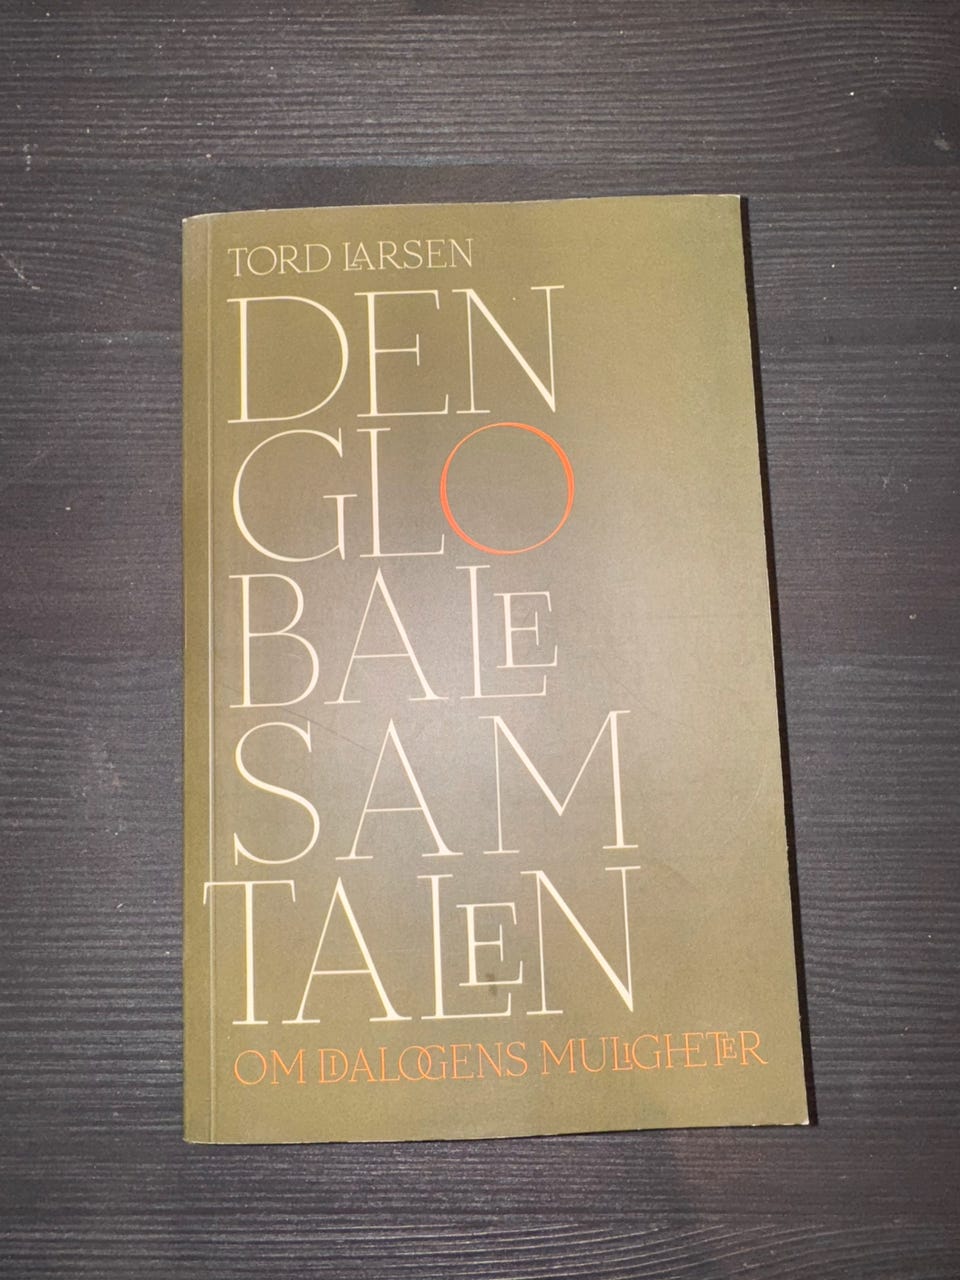 TORD LARSEN
DEN
GLO
BALE
SAM
TALEN
OM DIALOGENS MULIGHETER